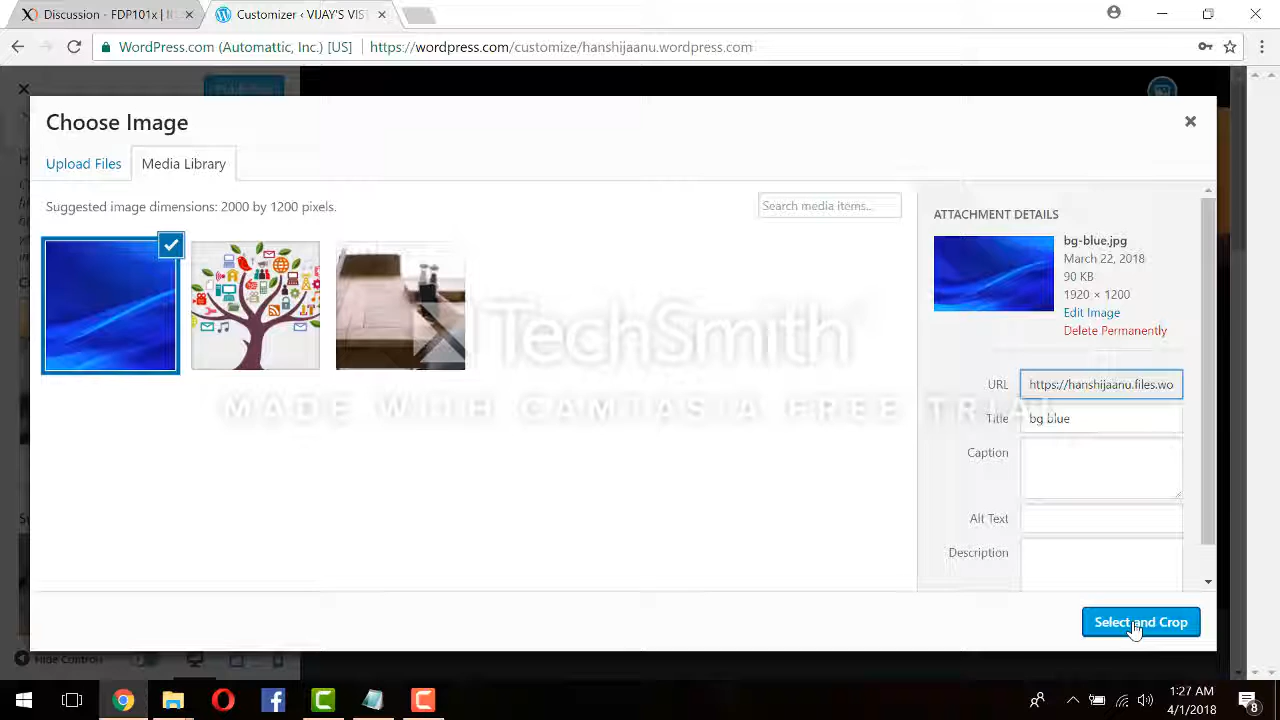 Discussion - FDP101x | II
Customizer ‹ VIJAY'S VIS
WordPress.com (Automattic, Inc.) [US]
https://wordpress.com/customize/hanshijaanu.wordpress.com
Choose Image
Upload Files
Media Library
Suggested image dimensions: 2000 by 1200 pixels.
Search media items...
ATTACHMENT DETAILS
bg-blue.jpg
March 22, 2018
90 KB
1920 × 1200
Edit Image
Delete Permanently
URL
https://hanshijaanu.files.wo
Title
bg blue
Caption
Alt Text
Description
TechSmith
MADE WITH CAMTASIA FREE TRIAL
Select and Crop
Hide Controls
1:27 AM
4/1/2018
8